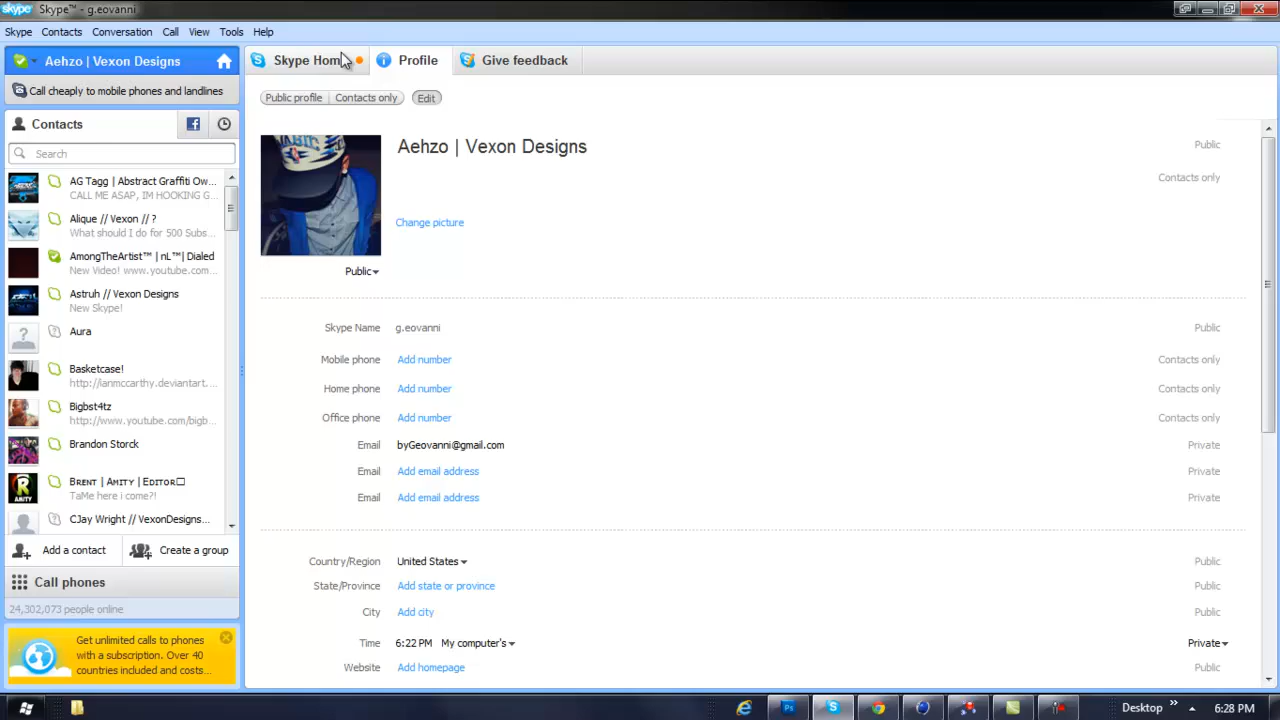 Skype™ - g.eovanni
Skype Contacts Conversation Call View Tools Help
Aehzo | Vexon Designs
Call cheaply to mobile phones and landlines
Contacts
Search
AG Tagg | Abstract Graffiti Ow...
CALL ME ASAP, IM HOOKING G...
Alique // Vexon // ?
What should I do for 500 Subs...
AmongTheArtist™ | nL™| Dialed
New Video! www.youtube.com...
Astruh // Vexon Designs
New Skype!
Aura
Basketcase!
http://ianmccarthy.deviantart....
Bigbst4tz
http://www.youtube.com/bigb...
Brandon Storck
Brent | Amity | Editor
TaMe here i come?!
CJay Wright // VexonDesigns...
Add a contact
Create a group
Call phones
24,302,073 people online
Get unlimited calls to phones
with a subscription. Over 40
countries included and costs...
Skype Home
Profile
Give feedback
Public profile
Contacts only
Edit
Aehzo | Vexon Designs
Public
Contacts only
Change picture
Public
Skype Name g.eovanni Public
Mobile phone Add number Contacts only
Home phone Add number Contacts only
Office phone Add number Contacts only
Email byGeovanni@gmail.com Private
Email Add email address Private
Email Add email address Private
Country/Region United States Public
State/Province Add state or province Public
City Add city Public
Time 6:22 PM My computer's Private
Website Add homepage Public
Desktop
6:28 PM